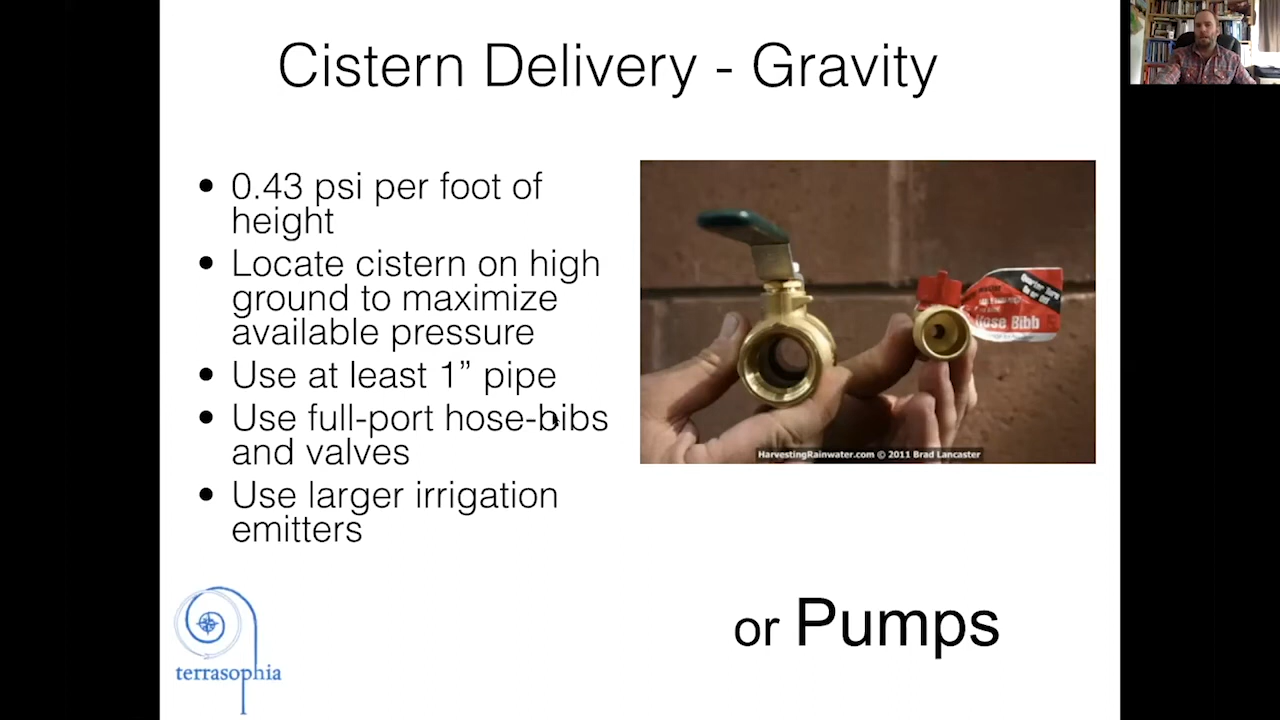 Cistern Delivery - Gravity
• 0.43 psi per foot of
height
• Locate cistern on high
ground to maximize
available pressure
• Use at least 1” pipe
• Use full-port hose-bibs
and valves
• Use larger irrigation
emitters
Hose Bibb
HarvestingRainwater.com © 2011 Brad Lancaster
or Pumps
terrasophia